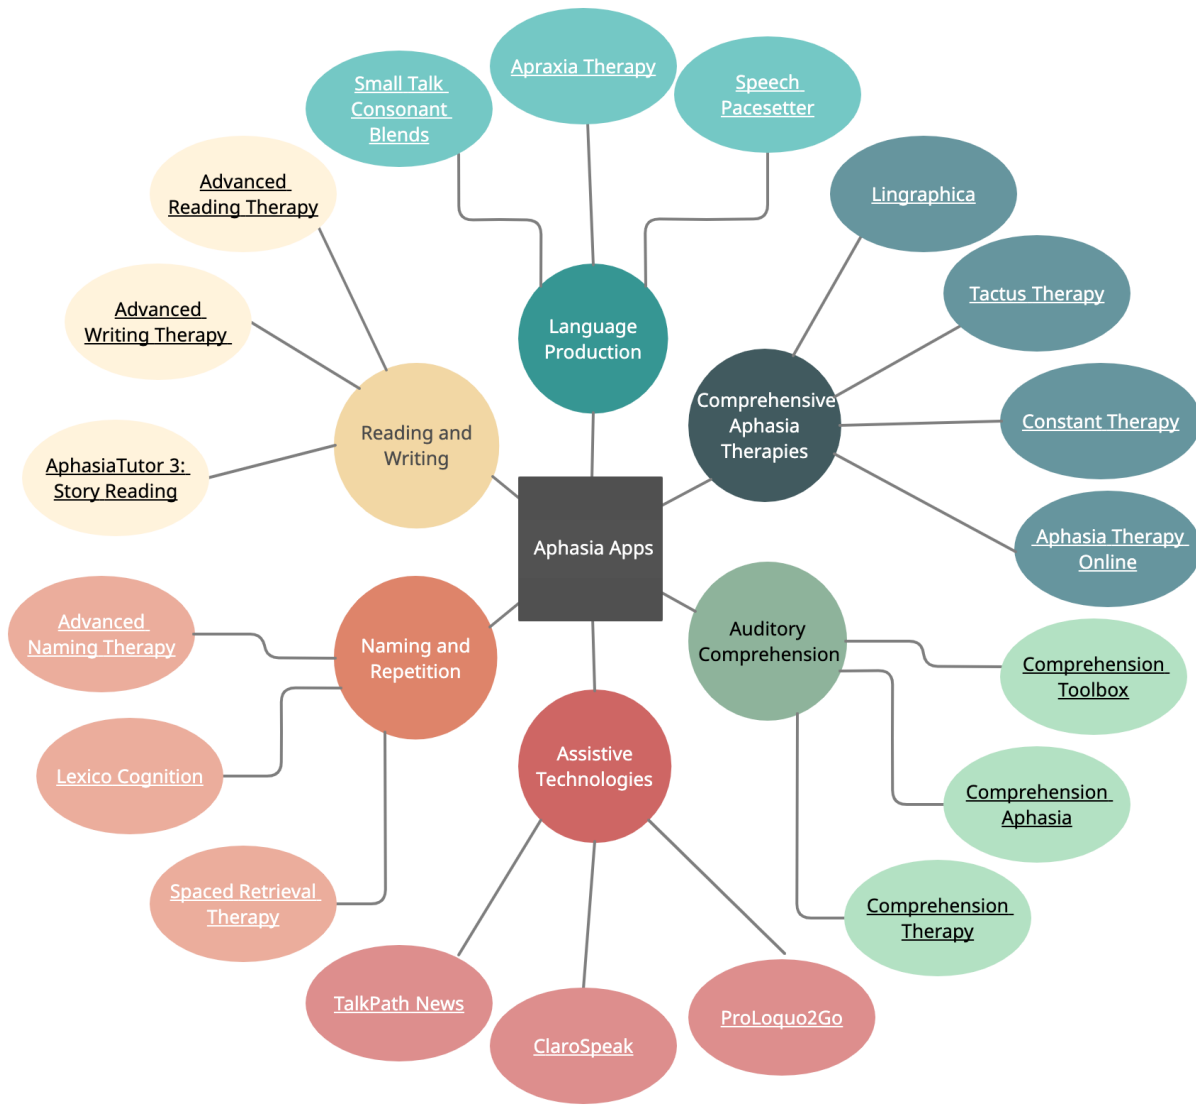 Apraxia Therapy
Small Talk
Consonant
Blends
Speech
Pacesetter
Advanced
Reading Therapy
Lingraphica
Advanced
Writing Therapy
Tactus Therapy
Language
Production
Reading and
Writing
Comprehensive
Aphasia
Therapies
Constant Therapy
AphasiaTutor 3:
Story Reading
Aphasia Apps
Aphasia Therapy
Online
Advanced
Naming Therapy
Naming and
Repetition
Auditory
Comprehension
Comprehension
Toolbox
Lexico Cognition
Assistive
Technologies
Comprehension
Aphasia
Spaced Retrieval
Therapy
Comprehension
Therapy
TalkPath News
ClaroSpeak
ProLoquo2Go